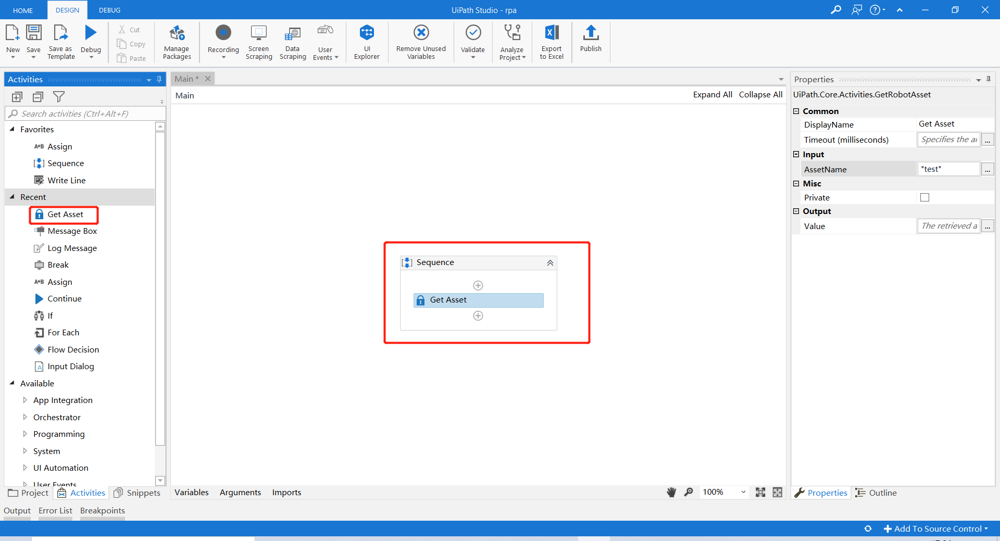 HOME DESIGN DEBUG UiPath Studio - rpa
New Save Save as Template Debug
Cut
Copy
Paste
Manage Packages
Recording
Screen Scraping
Data Scraping
User Events
UI Explorer
Remove Unused Variables
Validate
Analyze Project
Export to Excel
Publish
Activities
Search activities (Ctrl+Alt+F)
Favorites
Assign
Sequence
Write Line
Recent
Get Asset
Message Box
Log Message
Break
Assign
Continue
If
For Each
Flow Decision
Input Dialog
Available
App Integration
Orchestrator
Programming
System
UI Automation
User Events
Project Activities Snippets
Main *
Main Expand All Collapse All
Sequence
Get Asset
Variables Arguments Imports 100%
Properties
UiPath.Core.Activities.GetRobotAsset
Common
DisplayName Get Asset
Timeout (milliseconds) Specifies the a ...
Input
AssetName "test" ...
Misc
Private
Output
Value The retrieved a ...
Properties Outline
Output Error List Breakpoints
Add To Source Control